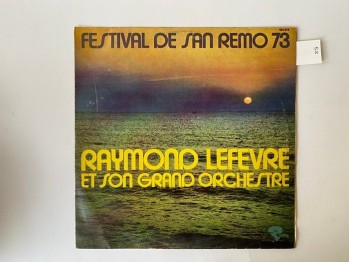 FESTIVAL DE SAN REMO 73
RAYMOND LEFEVRE
ET SON GRAND ORCHESTRE